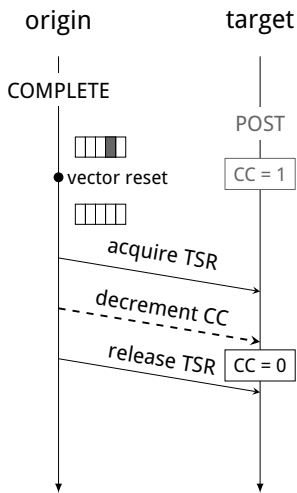 origin
target
COMPLETE
POST
CC = 1
vector reset
acquire TSR
decrement CC
release TSR
CC = 0